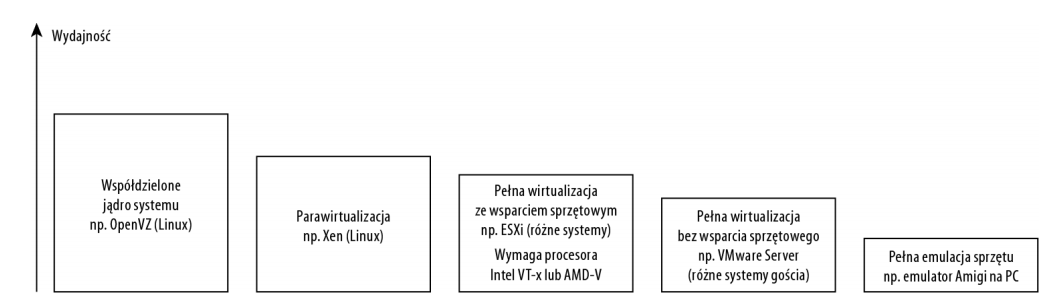 Wydajność
Współdzielone
jądro systemu
np. OpenVZ (Linux)
Parawirtualizacja
np. Xen (Linux)
Pełna wirtualizacja
ze wsparciem sprzętowym
np. ESXi (różne systemy)
Wymaga procesora
Intel VT-x lub AMD-V
Pełna wirtualizacja
bez wsparcia sprzętowego
np. VMware Server
(różne systemy gościa)
Pełna emulacja sprzętu
np. emulator Amigi na PC